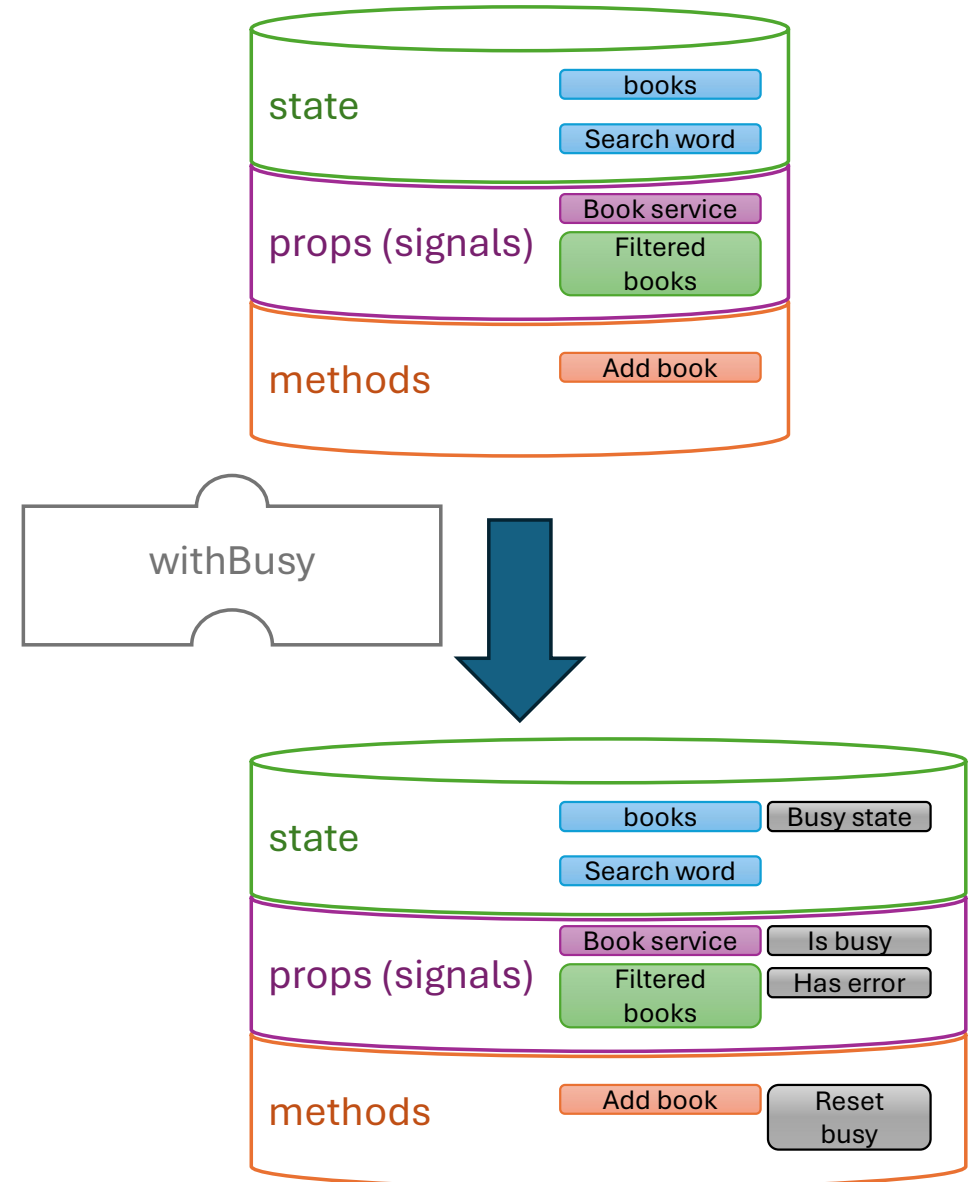 state
books
Search word
props (signals)
Book service
Filtered
books
methods
Add book
withBusy
state
books
Busy state
Search word
props (signals)
Book service
Is busy
Filtered
books
Has error
methods
Add book
Reset
busy